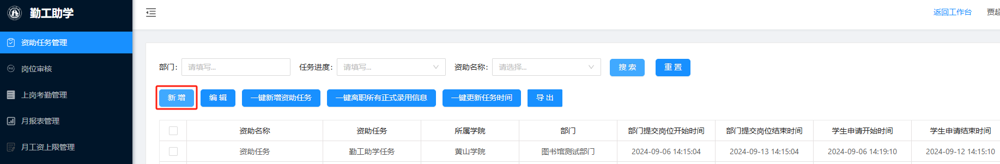 勤工助学
返回工作台 贾超
资助任务管理
岗位审核
上岗考勤管理
月报表管理
月工资上限管理
部门: 请填写... 任务进度: 请填写... 资助名称: 请选择... 搜 索 重 置
新 增 编 辑 一键新增资助任务 一键离职所有正式录用信息 一键更新任务时间 导 出
资助名称 资助任务 所属学院 部门 部门提交岗位开始时间 部门提交岗位结束时间 学生申请开始时间 学生申请结束时间
资助任务 勤工助学任务 黄山学院 图书馆测试部门 2024-09-06 14:15:04 2024-09-13 14:15:04 2024-09-06 14:19:10 2024-09-12 14:15:10